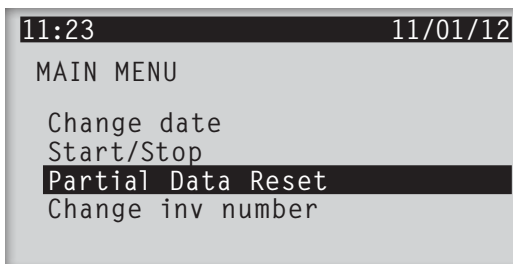 11:23 11/01/12
MAIN MENU
Change date
Start/Stop
Partial Data Reset
Change inv number